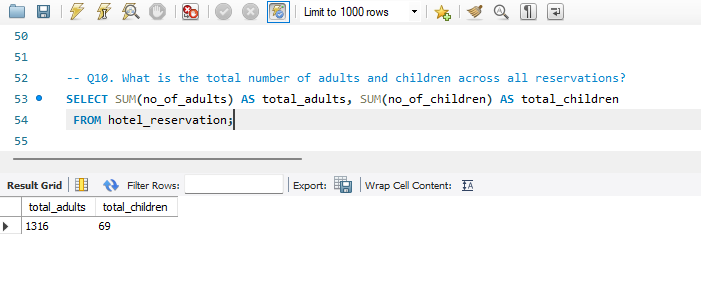 Limit to 1000 rows
50
51
52 -- Q10. What is the total number of adults and children across all reservations?
53 SELECT SUM(no_of_adults) AS total_adults, SUM(no_of_children) AS total_children
54 FROM hotel_reservation;
55
Result Grid Filter Rows: Export: Wrap Cell Content: IA
total_adults total_children
1316 69